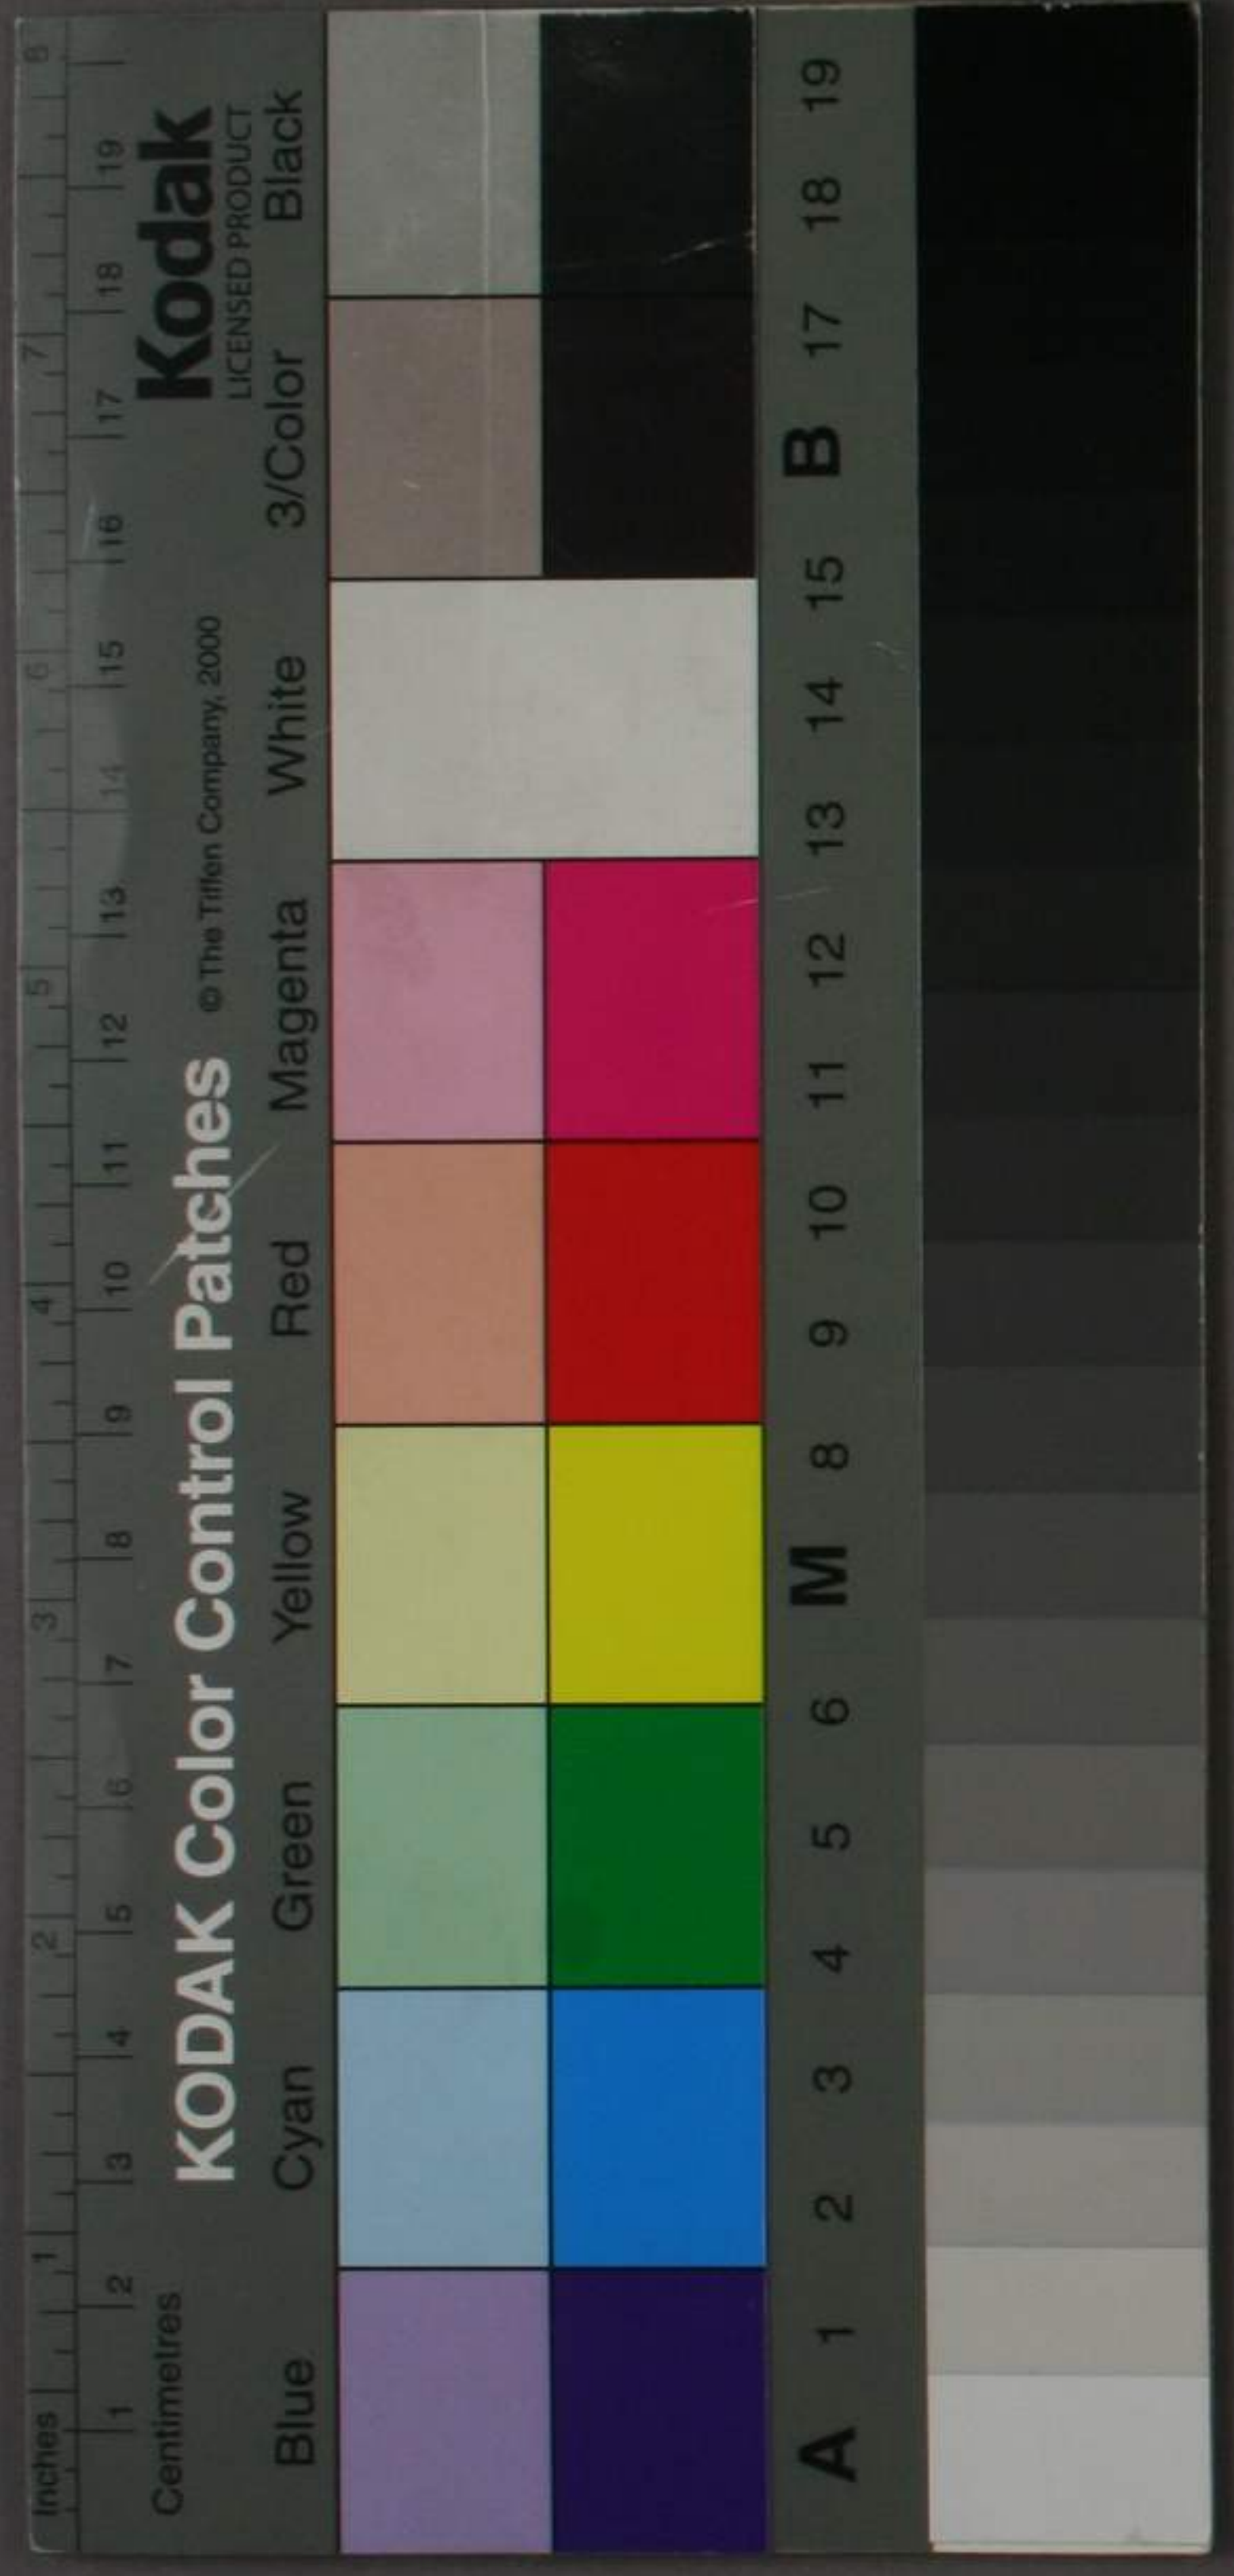 Inches 1 2 3 4 5 6 7 8
1 2 3 4 5 6 7 8 9 10 11 12 13 14 15 16 17 18 19
Centimetres
KODAK Color Control Patches © The Tiffen Company, 2000
Kodak
LICENSED PRODUCT
Blue Cyan Green Yellow Red Magenta White 3/Color Black
A 1 2 3 4 5 6 M 8 9 10 11 12 13 14 15 B 17 18 19